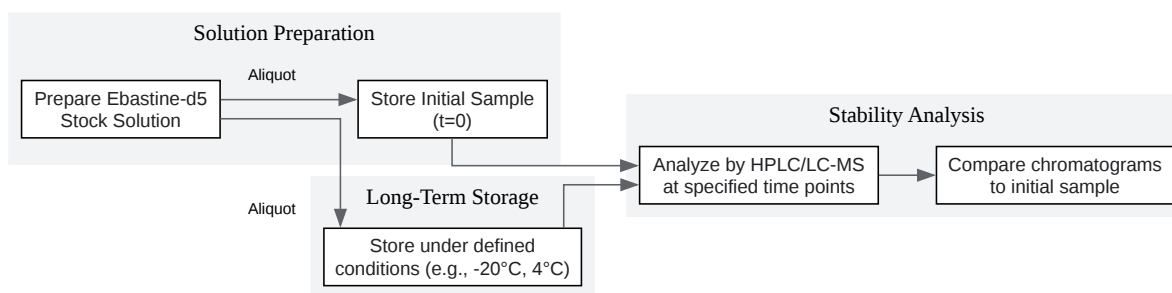 Solution Preparation
Aliquot
Prepare Ebastine-d5
Stock Solution
Store Initial Sample
(t=0)
Stability Analysis
Analyze by HPLC/LC-MS
at specified time points
Compare chromatograms
to initial sample
Aliquot
Long-Term Storage
Store under defined
conditions (e.g., -20°C, 4°C)